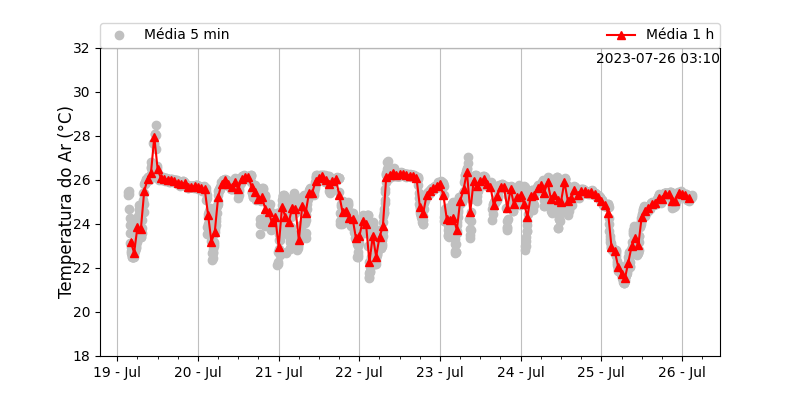 Média 5 min
Média 1 h
2023-07-26 03:10
Temperatura do Ar (°C)
32
30
28
26
24
22
20
18
19 - Jul
20 - Jul
21 - Jul
22 - Jul
23 - Jul
24 - Jul
25 - Jul
26 - Jul